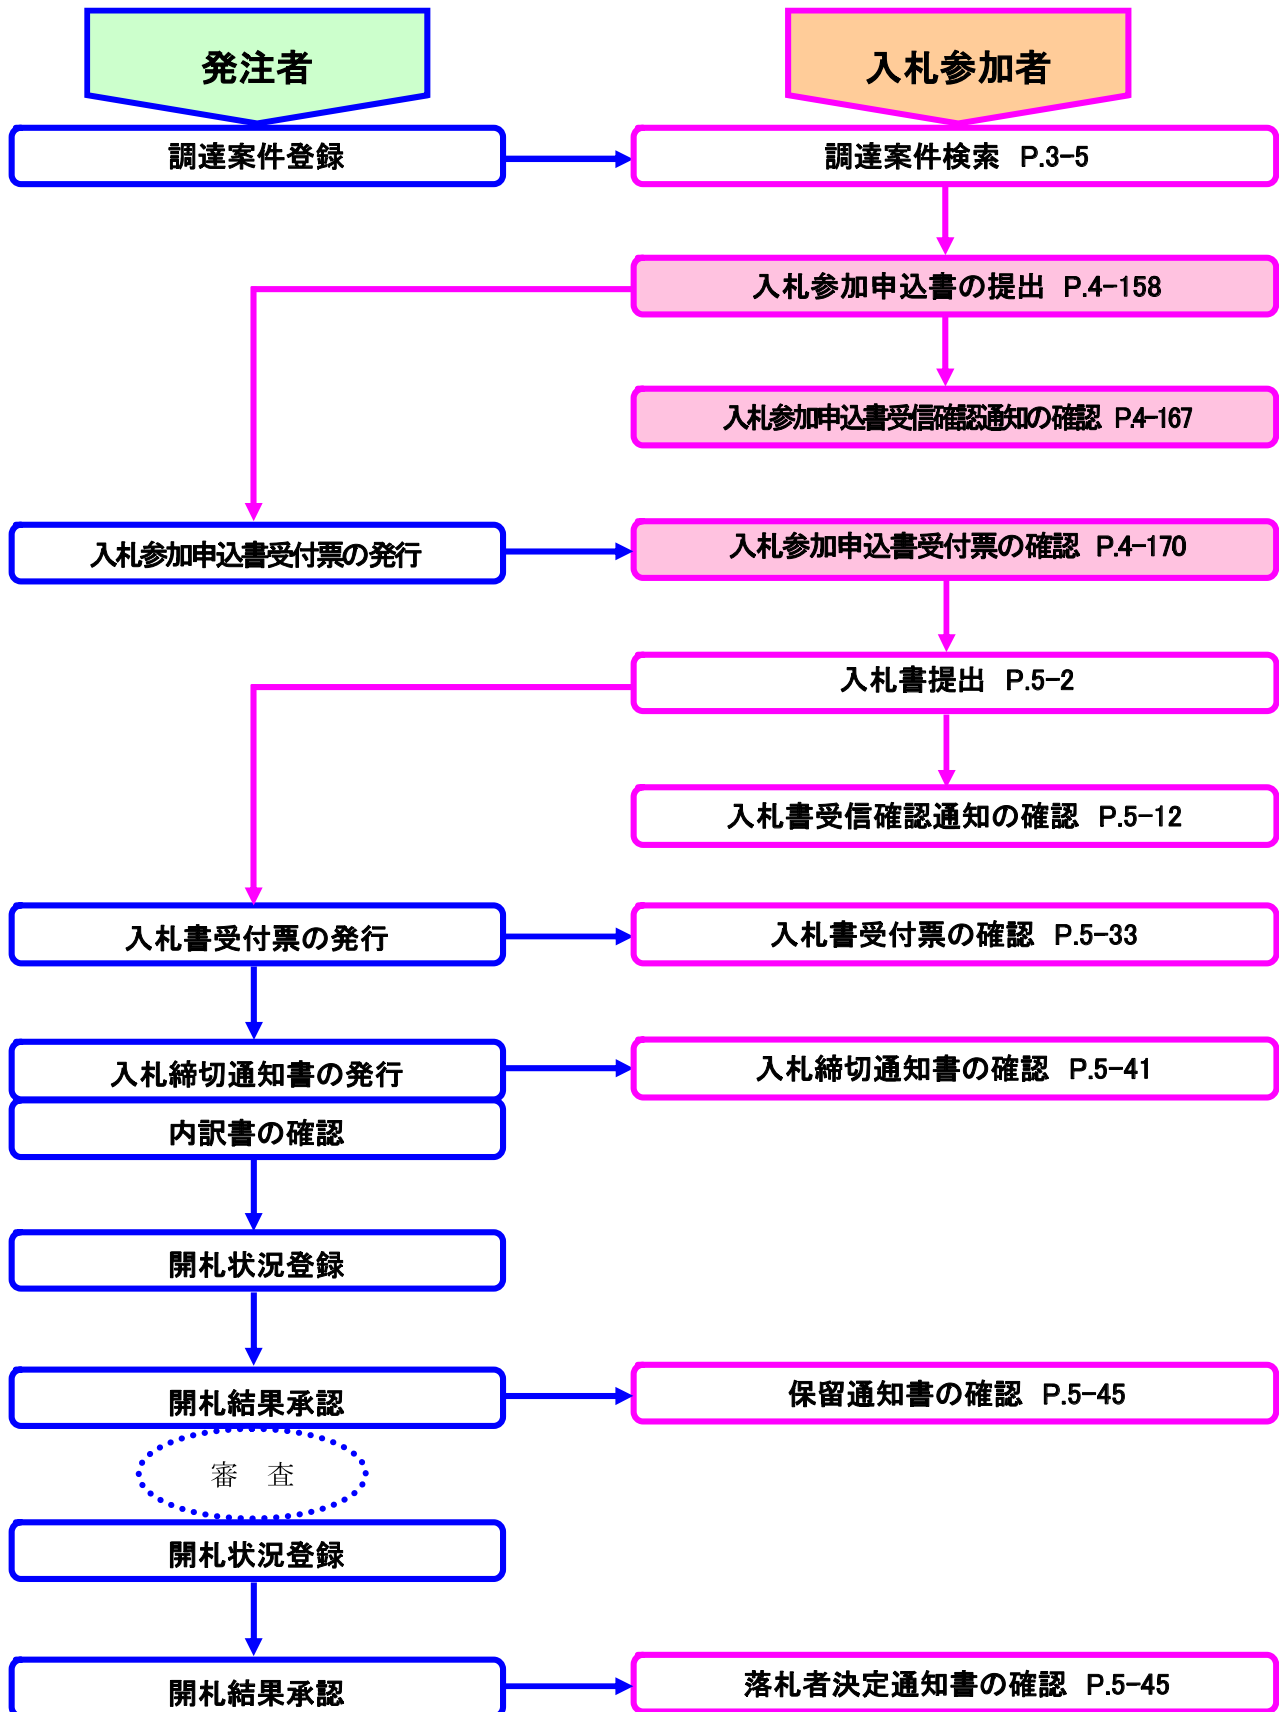 発注者
入札参加者
調達案件登録
調達案件検索 P.3-5
入札参加申込書の提出 P.4-158
入札参加申込書受信確認通知の確認 P.4-167
入札参加申込書受付票の発行
入札参加申込書受付票の確認 P.4-170
入札書提出 P.5-2
入札書受信確認通知の確認 P.5-12
入札書受付票の発行
入札書受付票の確認 P.5-33
入札締切通知書の発行
入札締切通知書の確認 P.5-41
内訳書の確認
開札状況登録
開札結果承認
保留通知書の確認 P.5-45
審 査
開札状況登録
開札結果承認
落札者決定通知書の確認 P.5-45